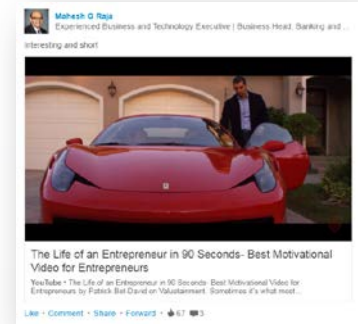 Mahesh G Raja
Experienced Business and Technology Executive | Business Head, Banking and ...
Interesting and short
The Life of an Entrepreneur in 90 Seconds- Best Motivational
Video for Entrepreneurs
YouTube • The Life of an Entrepreneur in 90 Seconds- Best Motivational Video for
Entrepreneurs by Patrick Bet-David on Valuetainment. Sometimes it's what most...
Like • Comment • Share • Forward • 67 3